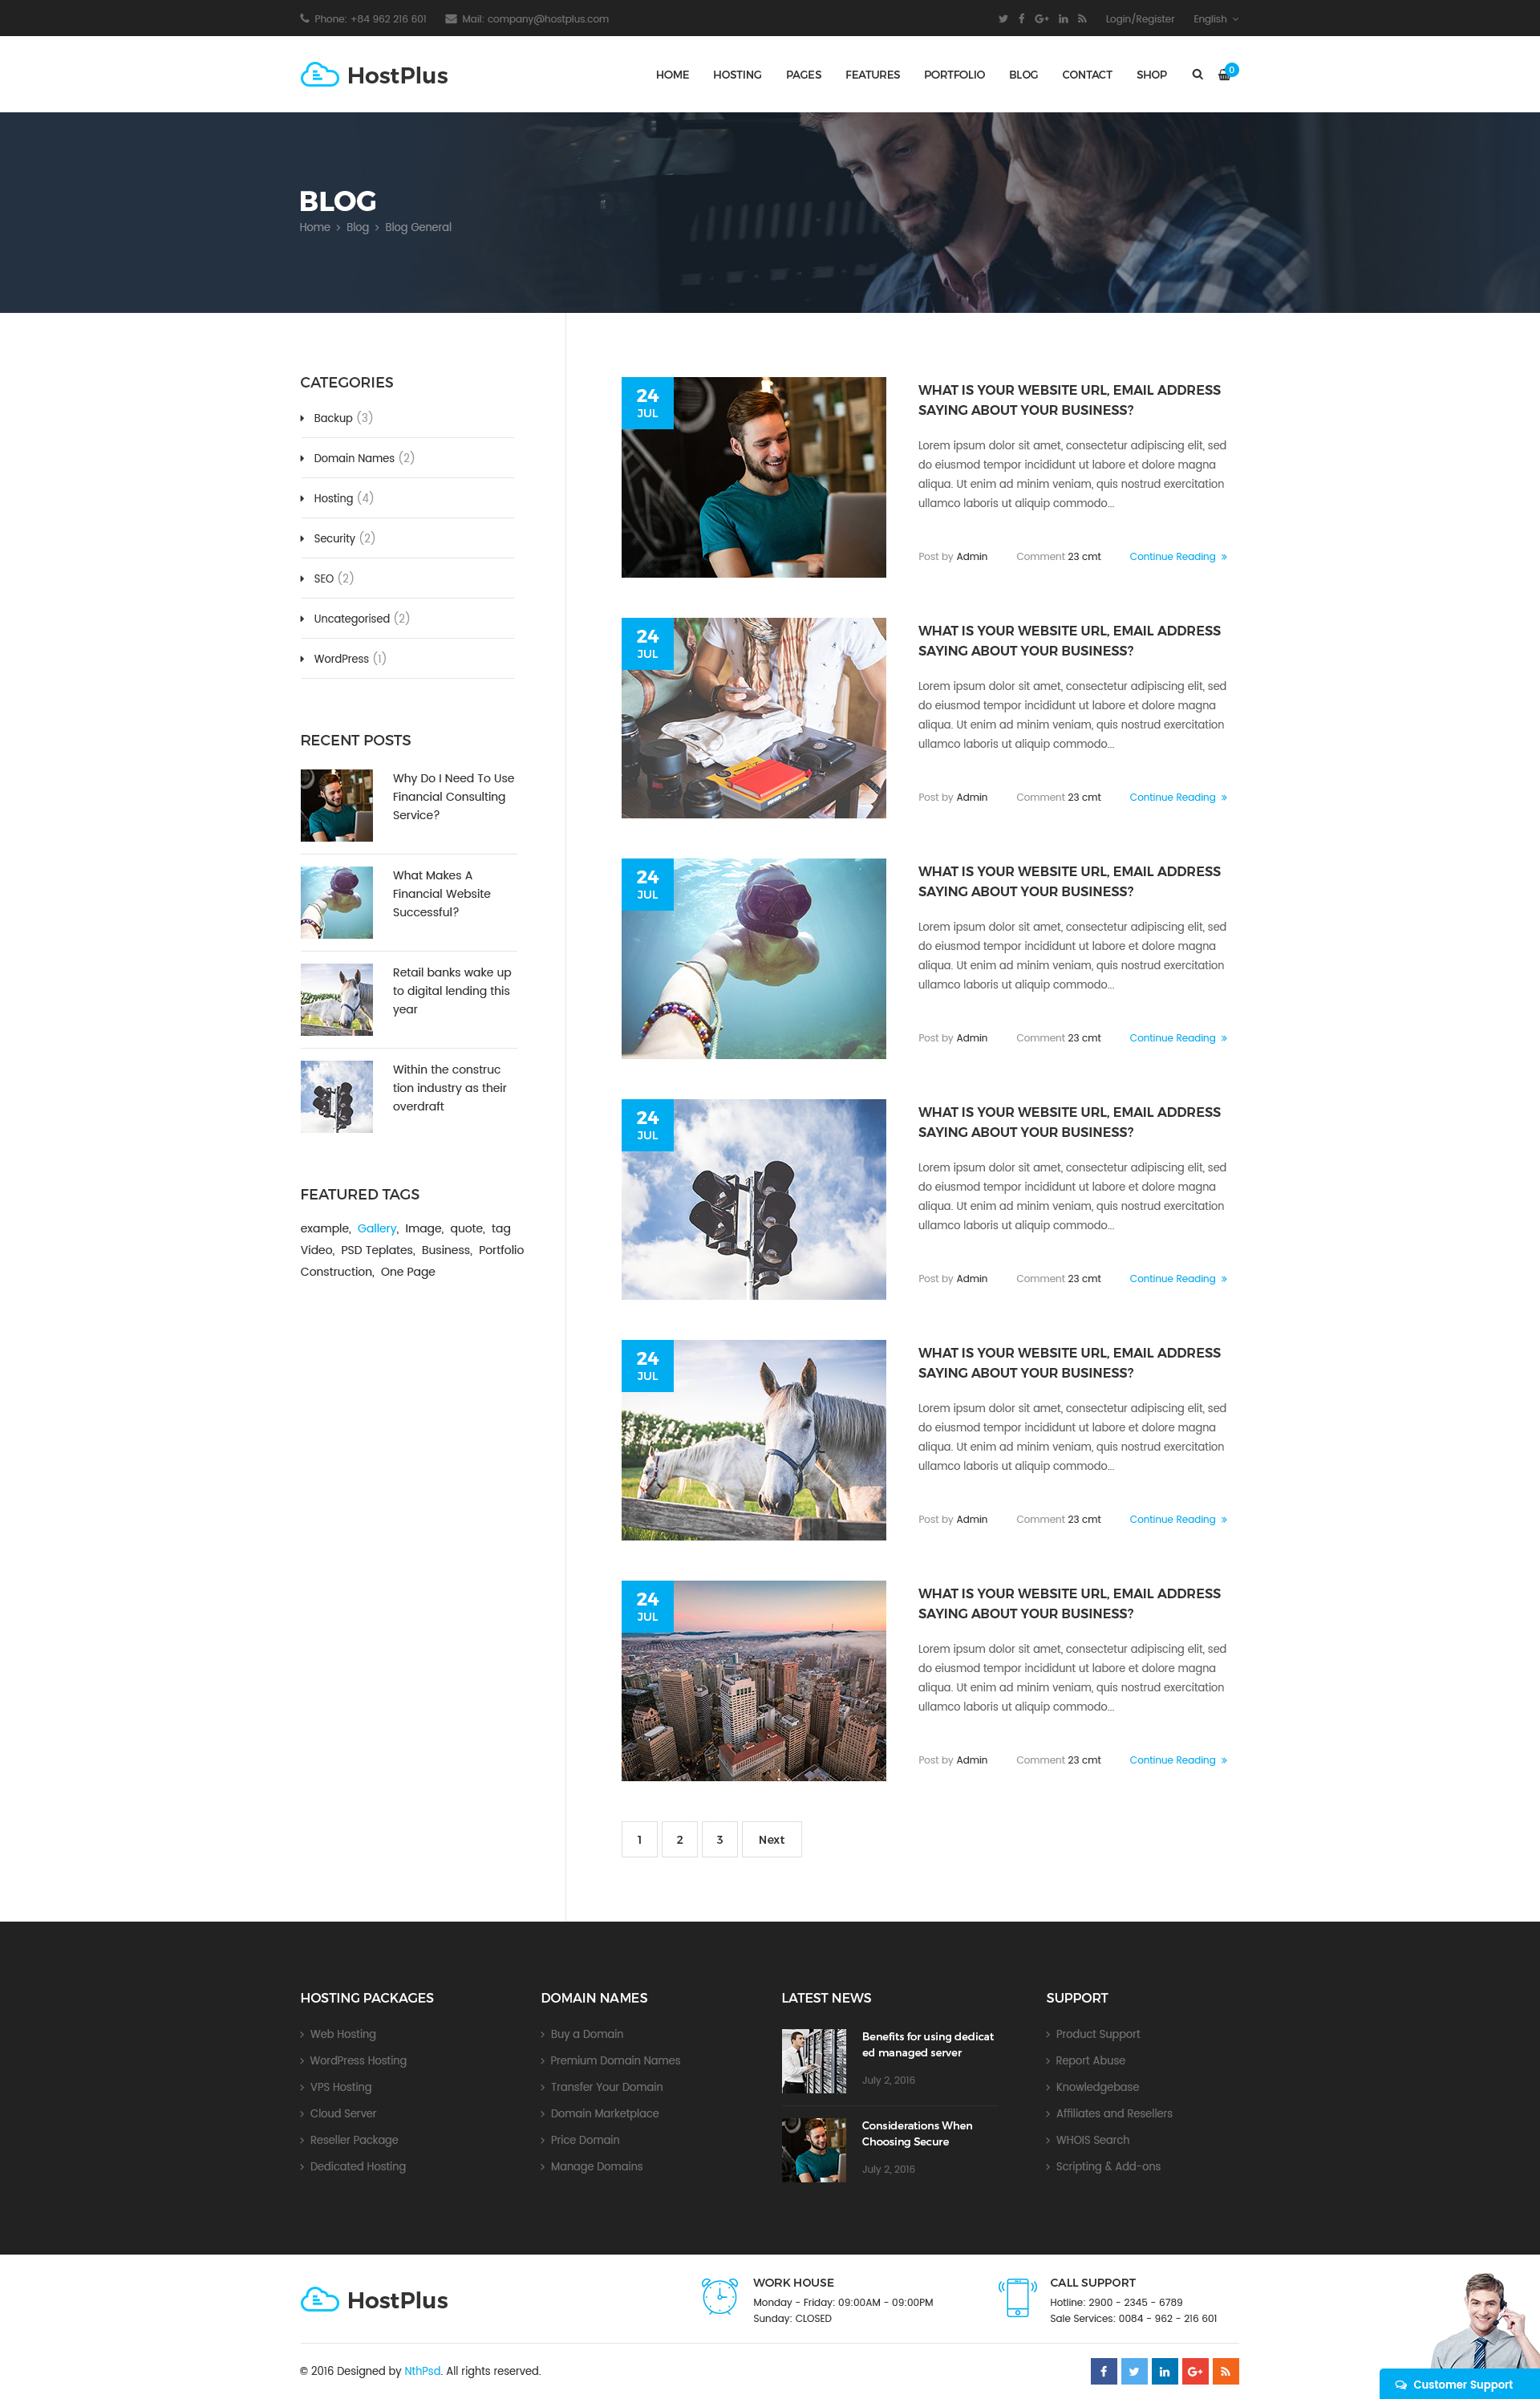 Phone: +84 962 216 601 Mail: company@hostplus.com Login/Register English
HostPlus HOME HOSTING PAGES FEATURES PORTFOLIO BLOG CONTACT SHOP 0
BLOG
Home > Blog > Blog General
CATEGORIES
Backup (3)
Domain Names (2)
Hosting (4)
Security (2)
SEO (2)
Uncategorised (2)
WordPress (1)
RECENT POSTS
Why Do I Need To Use
Financial Consulting
Service?
What Makes A
Financial Website
Successful?
Retail banks wake up
to digital lending this
year
Within the construc
tion industry as their
overdraft
FEATURED TAGS
example, Gallery, Image, quote, tag
Video, PSD Teplates, Business, Portfolio
Construction, One Page
24
JUL
WHAT IS YOUR WEBSITE URL, EMAIL ADDRESS
SAYING ABOUT YOUR BUSINESS?
Lorem ipsum dolor sit amet, consectetur adipiscing elit, sed
do eiusmod tempor incididunt ut labore et dolore magna
aliqua. Ut enim ad minim veniam, quis nostrud exercitation
ullamco laboris ut aliquip commodo...
Post by Admin Comment 23 cmt Continue Reading »
24
JUL
WHAT IS YOUR WEBSITE URL, EMAIL ADDRESS
SAYING ABOUT YOUR BUSINESS?
Lorem ipsum dolor sit amet, consectetur adipiscing elit, sed
do eiusmod tempor incididunt ut labore et dolore magna
aliqua. Ut enim ad minim veniam, quis nostrud exercitation
ullamco laboris ut aliquip commodo...
Post by Admin Comment 23 cmt Continue Reading »
24
JUL
WHAT IS YOUR WEBSITE URL, EMAIL ADDRESS
SAYING ABOUT YOUR BUSINESS?
Lorem ipsum dolor sit amet, consectetur adipiscing elit, sed
do eiusmod tempor incididunt ut labore et dolore magna
aliqua. Ut enim ad minim veniam, quis nostrud exercitation
ullamco laboris ut aliquip commodo...
Post by Admin Comment 23 cmt Continue Reading »
24
JUL
WHAT IS YOUR WEBSITE URL, EMAIL ADDRESS
SAYING ABOUT YOUR BUSINESS?
Lorem ipsum dolor sit amet, consectetur adipiscing elit, sed
do eiusmod tempor incididunt ut labore et dolore magna
aliqua. Ut enim ad minim veniam, quis nostrud exercitation
ullamco laboris ut aliquip commodo...
Post by Admin Comment 23 cmt Continue Reading »
24
JUL
WHAT IS YOUR WEBSITE URL, EMAIL ADDRESS
SAYING ABOUT YOUR BUSINESS?
Lorem ipsum dolor sit amet, consectetur adipiscing elit, sed
do eiusmod tempor incididunt ut labore et dolore magna
aliqua. Ut enim ad minim veniam, quis nostrud exercitation
ullamco laboris ut aliquip commodo...
Post by Admin Comment 23 cmt Continue Reading »
24
JUL
WHAT IS YOUR WEBSITE URL, EMAIL ADDRESS
SAYING ABOUT YOUR BUSINESS?
Lorem ipsum dolor sit amet, consectetur adipiscing elit, sed
do eiusmod tempor incididunt ut labore et dolore magna
aliqua. Ut enim ad minim veniam, quis nostrud exercitation
ullamco laboris ut aliquip commodo...
Post by Admin Comment 23 cmt Continue Reading »
1 2 3 Next
HOSTING PACKAGES
Web Hosting
WordPress Hosting
VPS Hosting
Cloud Server
Reseller Package
Dedicated Hosting
DOMAIN NAMES
Buy a Domain
Premium Domain Names
Transfer Your Domain
Domain Marketplace
Price Domain
Manage Domains
LATEST NEWS
Benefits for using dedicat
ed managed server
July 2, 2016
Considerations When
Choosing Secure
July 2, 2016
SUPPORT
Product Support
Report Abuse
Knowledgebase
Affiliates and Resellers
WHOIS Search
Scripting & Add-ons
HostPlus
WORK HOUSE
Monday - Friday: 09:00AM - 09:00PM
Sunday: CLOSED
CALL SUPPORT
Hotline: 2900 - 2345 - 6789
Sale Services: 0084 - 962 - 216 601
© 2016 Designed by NthPsd. All rights reserved.
Customer Support